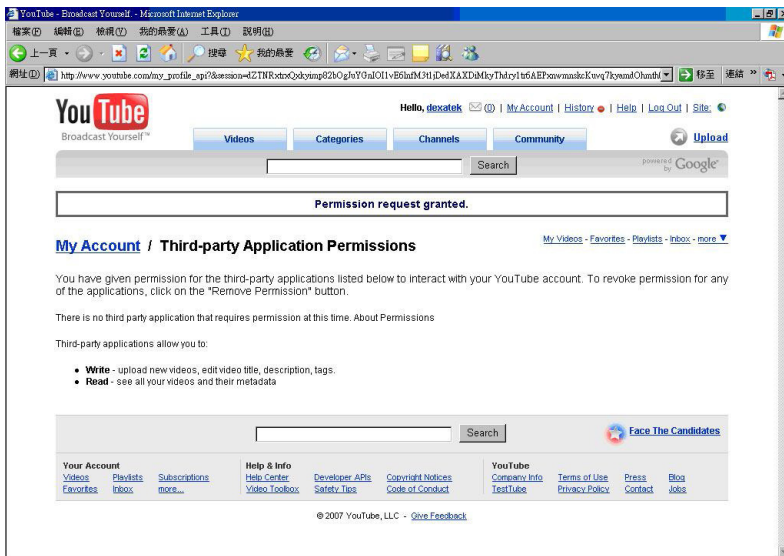 YouTube - Broadcast Yourself. - Microsoft Internet Explorer
檔案(F) 編輯(E) 檢視(V) 我的最愛(A) 工具(T) 說明(H)
上一頁 搜尋 我的最愛
網址(D) 移至 連結 »
You Tube
Broadcast Yourself™
Hello, dexatek (0) | My Account | History | Help | Log Out | Site:
Videos Categories Channels Community Upload
Search powered by Google
Permission request granted.
My Account / Third-party Application Permissions
My Videos - Favorites - Playlists - Inbox - more ▼
You have given permission for the third-party applications listed below to interact with your YouTube account. To revoke permission for any
of the applications, click on the "Remove Permission" button.
There is no third party application that requires permission at this time. About Permissions
Third-party applications allow you to:
• Write - upload new videos, edit video title, description, tags.
• Read - see all your videos and their metadata
Search Face The Candidates
Your Account Help & Info YouTube
Videos Playlists Subscriptions Help Center Developer APIs Copyright Notices Company Info Terms of Use Press Blog
Favorites Inbox more... Video Toolbox Safety Tips Code of Conduct TestTube Privacy Policy Contact Jobs
© 2007 YouTube, LLC - Give Feedback